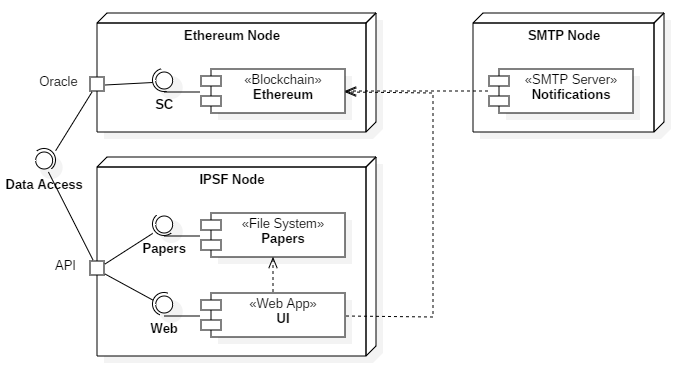 Ethereum Node
SMTP Node
Oracle
«Blockchain»
Ethereum
«SMTP Server»
Notifications
SC
Data Access
IPSF Node
«File System»
Papers
Papers
API
«Web App»
UI
Web